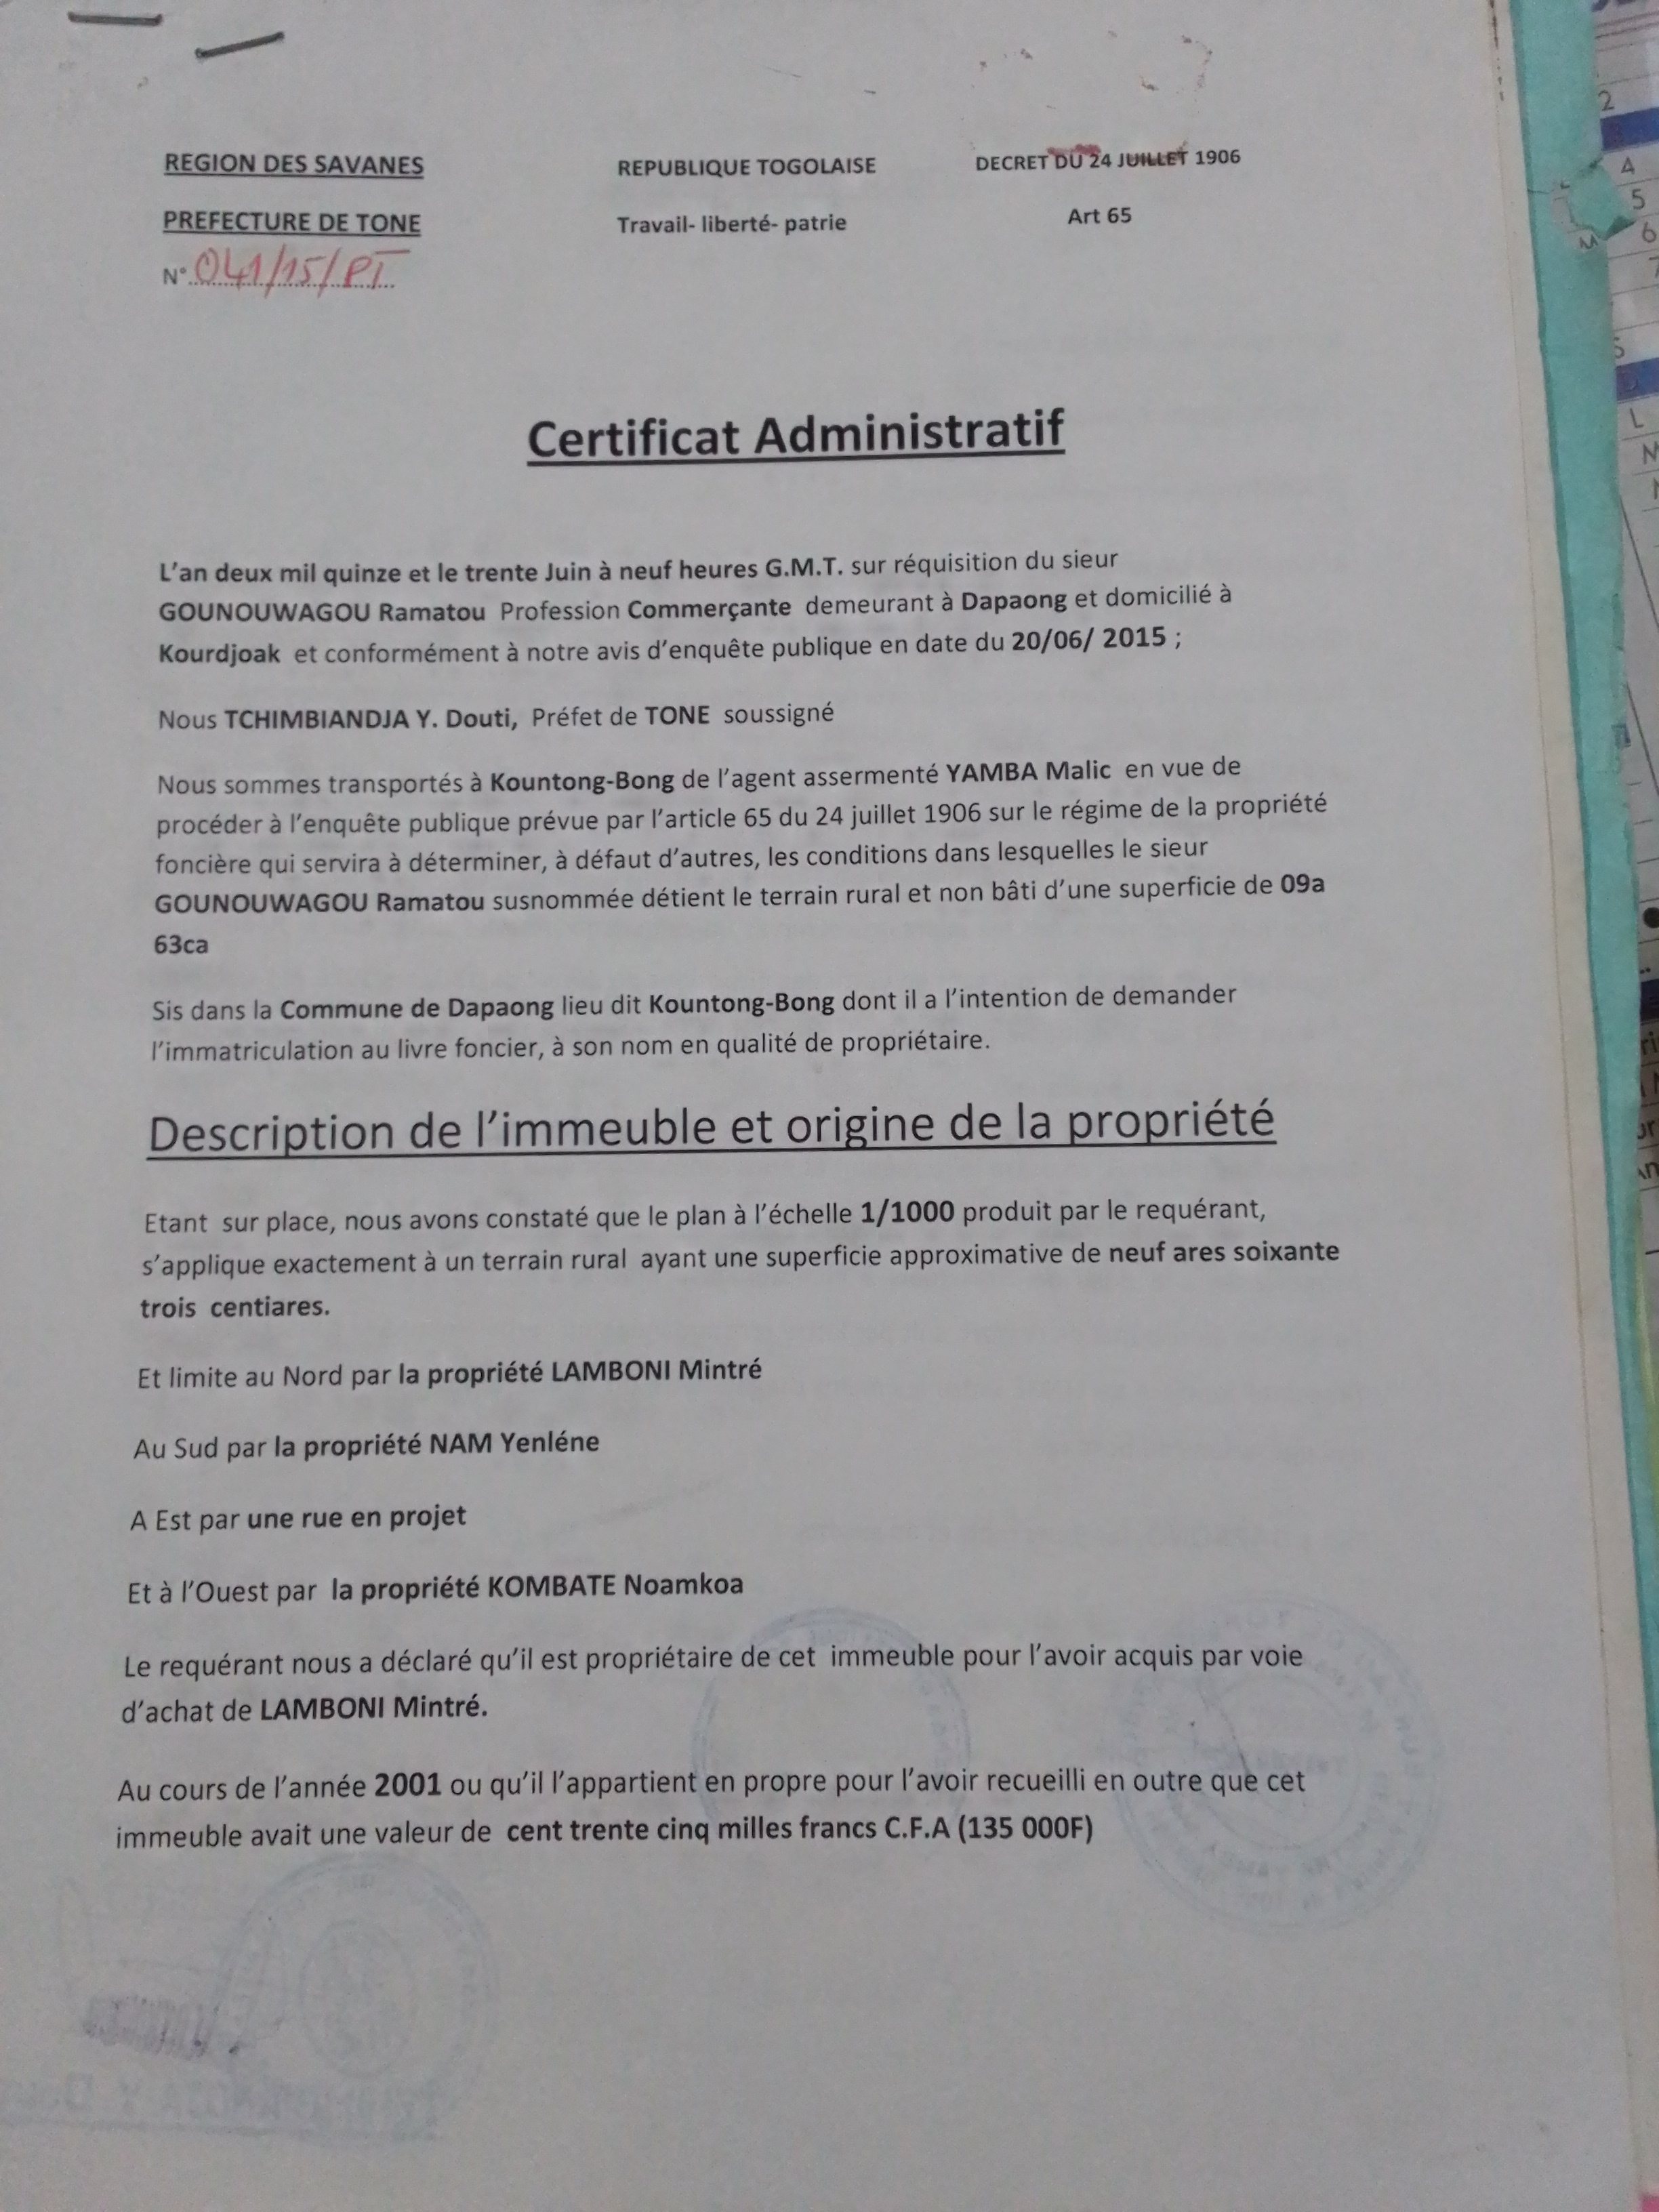 REGION DES SAVANES
PREFECTURE DE TONE
N° 041/15/PT
REPUBLIQUE TOGOLAISE
Travail- liberté- patrie
DECRET DU 24 JUILLET 1906
Art 65
Certificat Administratif
L'an deux mil quinze et le trente Juin à neuf heures G.M.T. sur réquisition du sieur
GOUNOUWAGOU Ramatou Profession Commerçante demeurant à Dapaong et domicilié à
Kourdjoak et conformément à notre avis d'enquête publique en date du 20/06/ 2015 ;
Nous TCHIMBIANDJA Y. Douti, Préfet de TONE soussigné
Nous sommes transportés à Kountong-Bong de l'agent assermenté YAMBA Malic en vue de
procéder à l'enquête publique prévue par l'article 65 du 24 juillet 1906 sur le régime de la propriété
foncière qui servira à déterminer, à défaut d'autres, les conditions dans lesquelles le sieur
GOUNOUWAGOU Ramatou susnommée détient le terrain rural et non bâti d'une superficie de 09a
63ca
Sis dans la Commune de Dapaong lieu dit Kountong-Bong dont il a l'intention de demander
l'immatriculation au livre foncier, à son nom en qualité de propriétaire.
Description de l'immeuble et origine de la propriété
Etant sur place, nous avons constaté que le plan à l'échelle 1/1000 produit par le requérant,
s'applique exactement à un terrain rural ayant une superficie approximative de neuf ares soixante
trois centiares.
Et limite au Nord par la propriété LAMBONI Mintré
Au Sud par la propriété NAM Yenléne
A Est par une rue en projet
Et à l'Ouest par la propriété KOMBATE Noamkoa
Le requérant nous a déclaré qu'il est propriétaire de cet immeuble pour l'avoir acquis par voie
d'achat de LAMBONI Mintré.
Au cours de l'année 2001 ou qu'il l'appartient en propre pour l'avoir recueilli en outre que cet
immeuble avait une valeur de cent trente cinq milles francs C.F.A (135 000F)
2
4
5
6
M
7
L